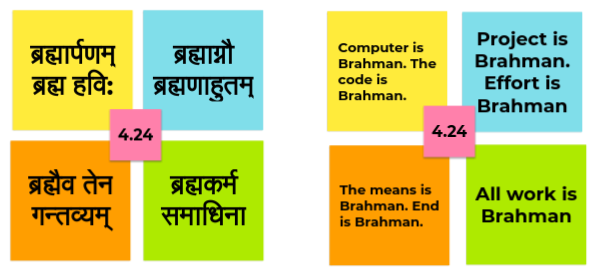 ब्रह्मार्पणम्
ब्रह्म हवि:
ब्रह्माग्नौ
ब्रह्मणाहुतम्
4.24
ब्रह्मैव तेन
गन्तव्यम्
ब्रह्मकर्म
समाधिना
Computer is
Brahman. The
code is
Brahman.
Project is
Brahman.
Effort is
Brahman
4.24
The means is
Brahman. End
is Brahman.
All work is
Brahman